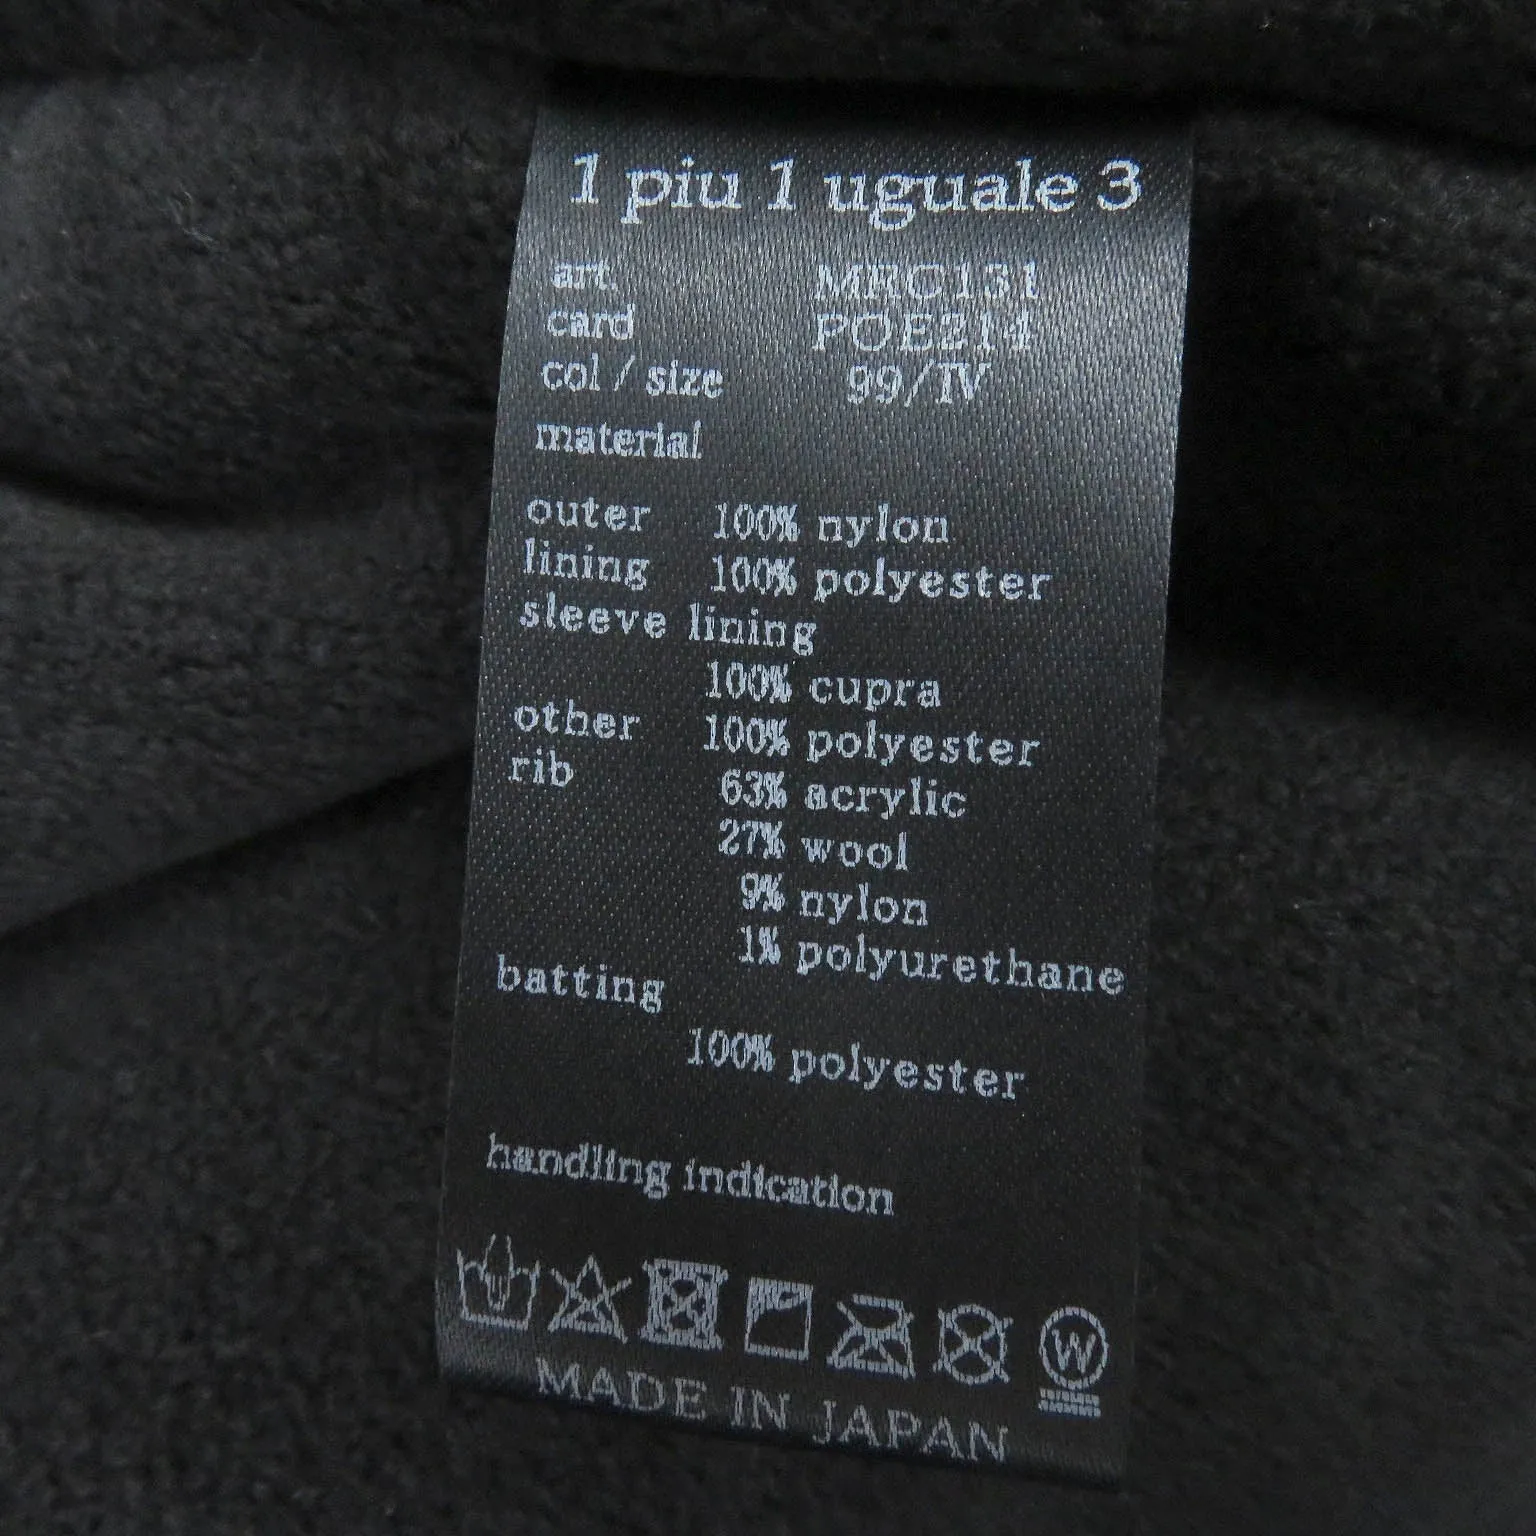 1 piu 1 uguale 3
art. MRC131
card POE214
col / size 99/IV
material
outer 100% nylon
lining 100% polyester
sleeve lining
100% cupra
other 100% polyester
rib 63% acrylic
27% wool
9% nylon
1% polyurethane
batting
100% polyester
handling indication
W
MADE IN JAPAN